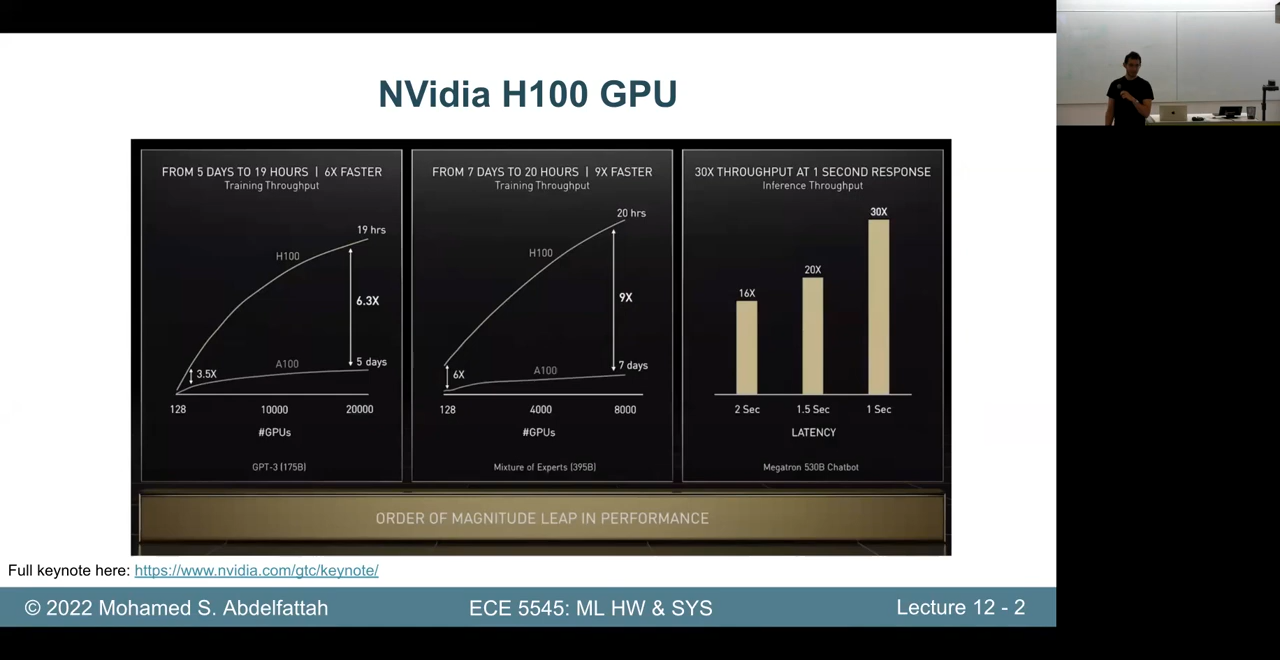 NVidia H100 GPU
FROM 5 DAYS TO 19 HOURS | 6X FASTER
Training Throughput
19 hrs
H100
6.3X
A100
5 days
3.5X
128 10000 20000
#GPUs
GPT-3 (175B)
FROM 7 DAYS TO 20 HOURS | 9X FASTER
Training Throughput
20 hrs
H100
9X
7 days
A100
6X
128 4000 8000
#GPUs
Mixture of Experts (395B)
30X THROUGHPUT AT 1 SECOND RESPONSE
Inference Throughput
30X
20X
16X
2 Sec 1.5 Sec 1 Sec
LATENCY
Megatron 530B Chatbot
ORDER OF MAGNITUDE LEAP IN PERFORMANCE
Full keynote here: https://www.nvidia.com/gtc/keynote/
© 2022 Mohamed S. Abdelfattah ECE 5545: ML HW & SYS Lecture 12 - 2